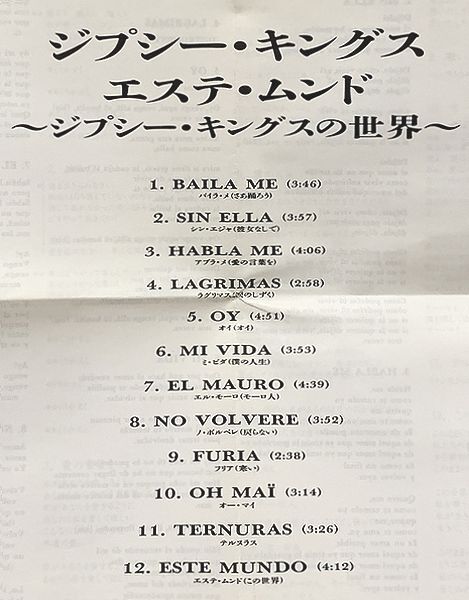 ジプシー・キングス
エステ・ムンド
〜ジプシー・キングスの世界〜
1. BAILA ME (3:46)
バイラ・メ(さあ踊ろう)
2. SIN ELLA (3:57)
シン・エジャ(彼女なしで)
3. HABLA ME (4:06)
アブラ・メ(愛の言葉を)
4. LAGRIMAS (2:58)
ラグリマス(涙のしずく)
5. OY (4:51)
オイ(オイ)
6. MI VIDA (3:53)
ミ・ビダ(僕の人生)
7. EL MAURO (4:39)
エル・モーロ(モーロ人)
8. NO VOLVERE (3:52)
ノ・ボルベレ(戻らない)
9. FURIA (2:38)
フリア(寒い)
10. OH MAÏ (3:14)
オー・マイ
11. TERNURAS (3:26)
テルヌラス
12. ESTE MUNDO (4:12)
エステ・ムンド(この世界)